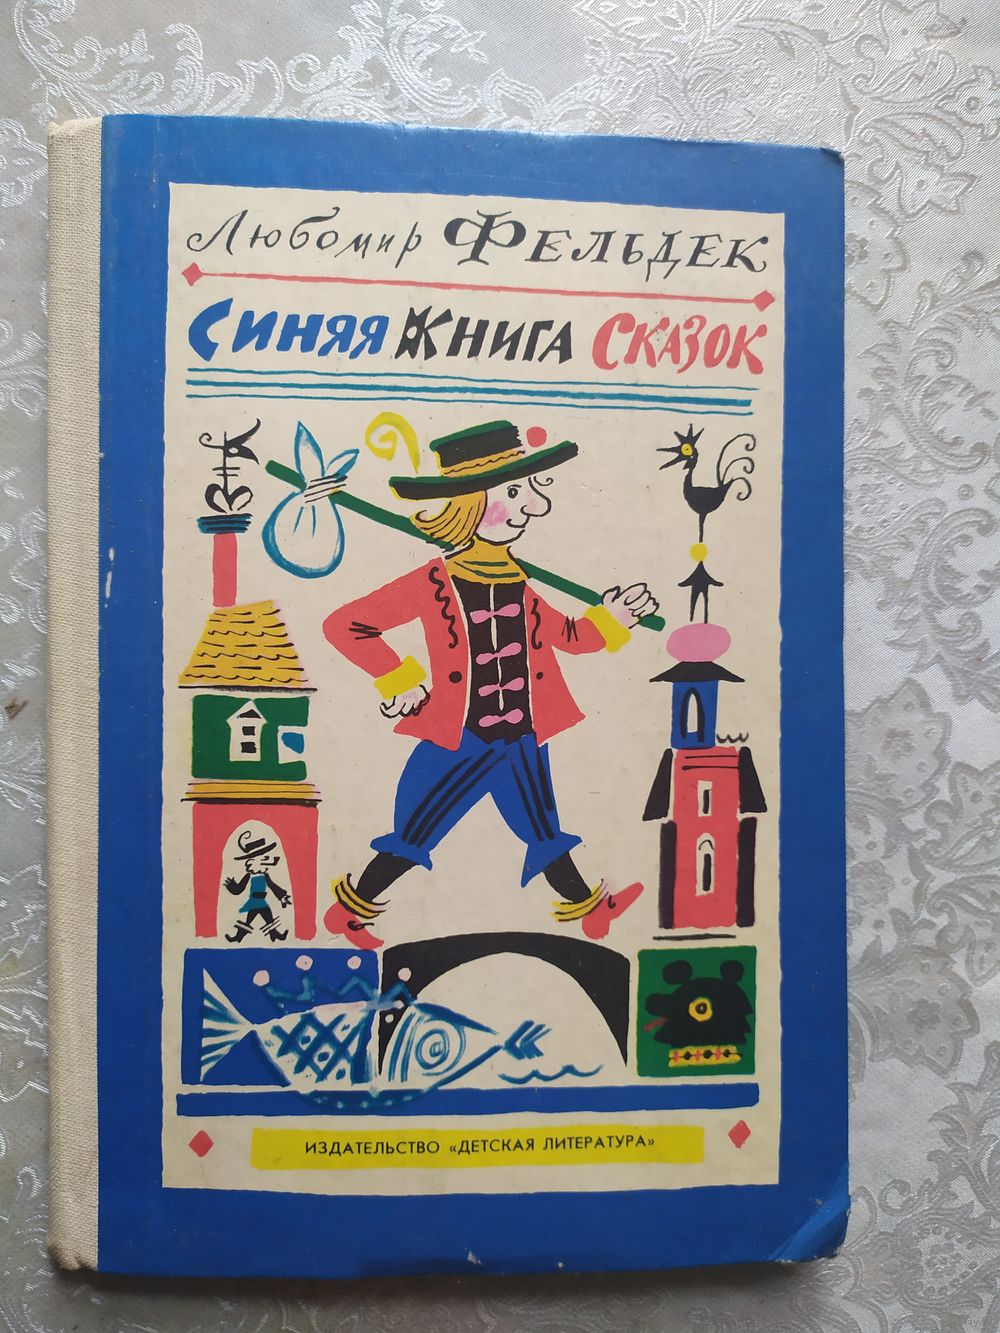 Любомир Фельдек
Синяя Книга Сказок
ИЗДАТЕЛЬСТВО «ДЕТСКАЯ ЛИТЕРАТУРА»